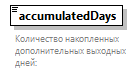 accumulatedDays
Количество накопленных
дополнительных выходных
дней: